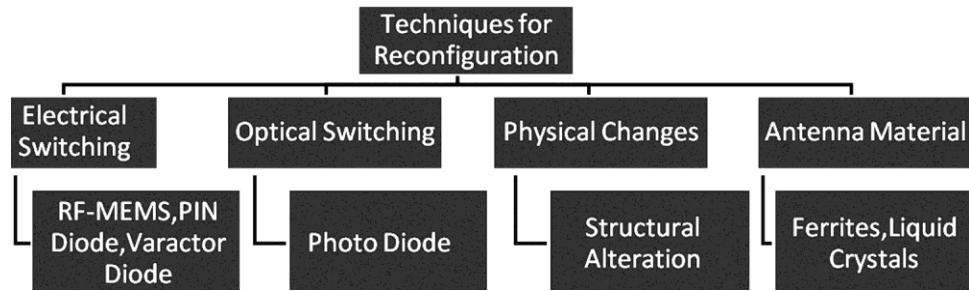 Techniques for
Reconfiguration
Electrical
Switching
Optical Switching
Physical Changes
Antenna Material
RF-MEMS,PIN
Diode,Varactor
Diode
Photo Diode
Structural
Alteration
Ferrites,Liquid
Crystals